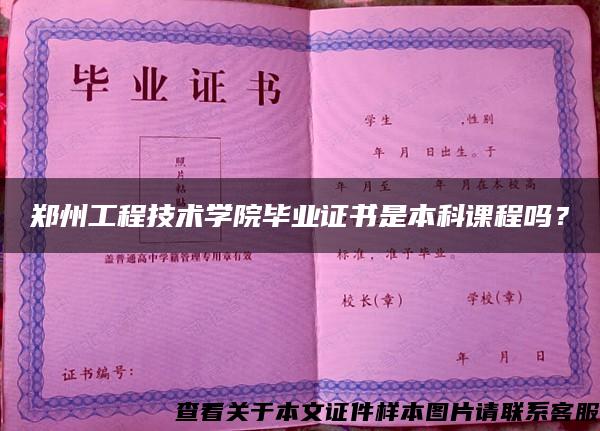 毕业证书
照片粘贴
盖普通高中学籍管理专用章有效
证书编号：
学生 ,性别
年 月 日出生。于
年 月至 年 月在本校高
标准，准予毕业。
校长(章) 学校(章)
年 月 日
郑州工程技术学院毕业证书是本科课程吗？
查看关于本文证件样本图片请联系客服